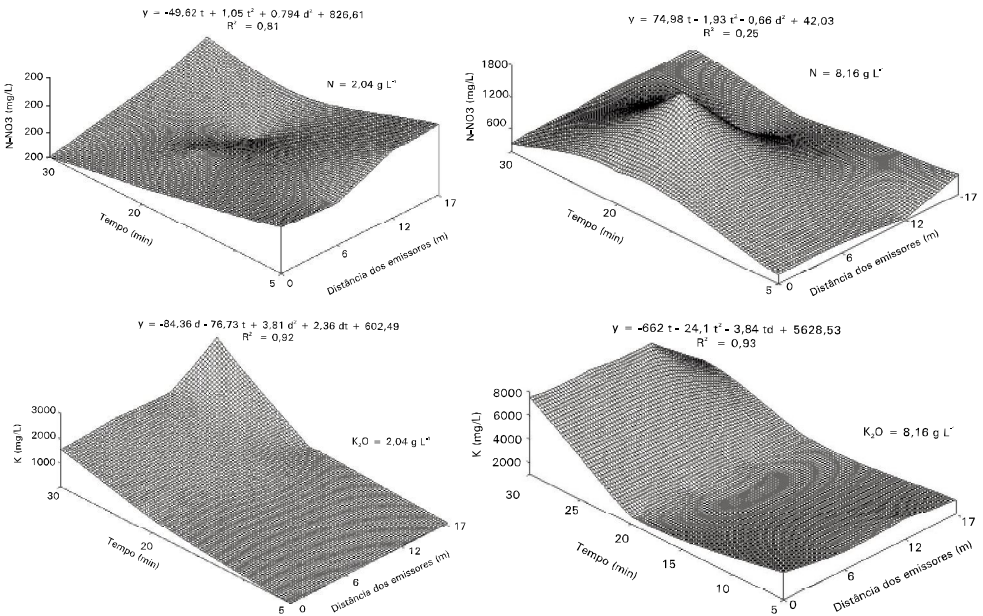 y = -49,62 t + 1,05 t² + 0,794 d² + 826,61
R² = 0,81
N = 2,04 g L⁻¹
N-NO3 (mg/L)
200
200
200
200
30
20
5
Tempo (min)
0
6
12
17
Distância dos emissores (m)
y = 74,98 t - 1,93 t² - 0,66 d² + 42,03
R² = 0,25
N = 8,16 g L⁻¹
N-NO3 (mg/L)
1800
1200
600
30
20
5
Tempo (min)
0
6
12
-17
Distância dos emissores (m)
y = -84,36 d - 76,73 t + 3,81 d² + 2,36 dt + 602,49
R² = 0,92
K₂O = 2,04 g L⁻¹
K (mg/L)
3000
2000
1000
30
20
5
Tempo (min)
0
6
12
17
Distância dos emissores (m)
y = -662 t - 24,1 t² - 3,84 td + 5628,53
R² = 0,93
K₂O = 8,16 g L⁻¹
K (mg/L)
8000
6000
4000
2000
30
25
20
15
10
5
Tempo (min)
0
6
12
17
Distância dos emissores (m)